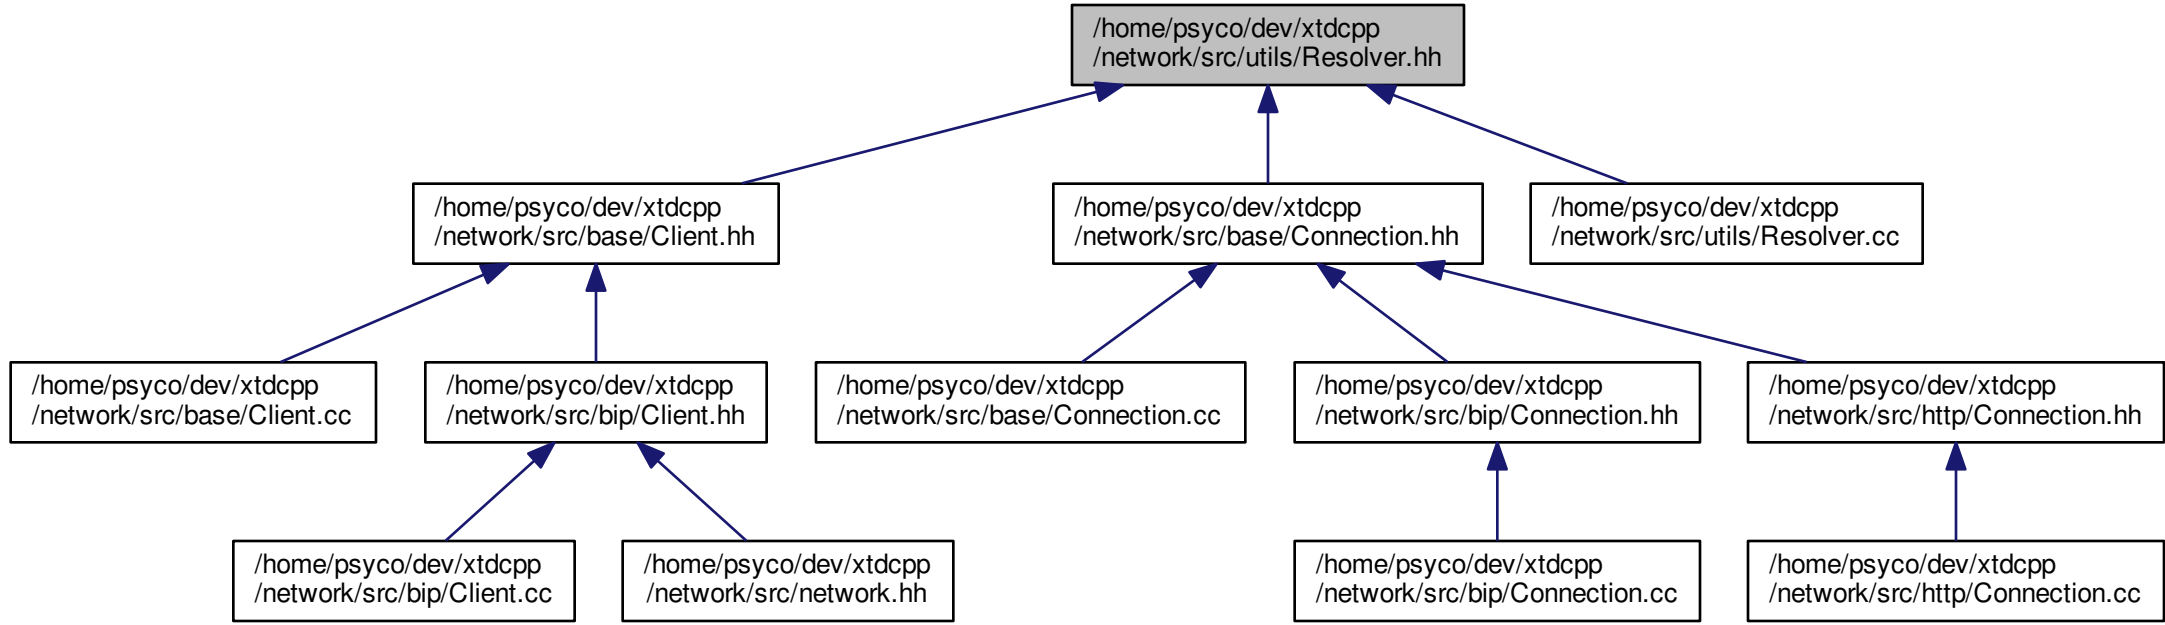 /home/psyco/dev/xtdcpp
/network/src/utils/Resolver.hh
/home/psyco/dev/xtdcpp
/network/src/base/Client.hh
/home/psyco/dev/xtdcpp
/network/src/base/Connection.hh
/home/psyco/dev/xtdcpp
/network/src/utils/Resolver.cc
/home/psyco/dev/xtdcpp
/network/src/base/Client.cc
/home/psyco/dev/xtdcpp
/network/src/bip/Client.hh
/home/psyco/dev/xtdcpp
/network/src/base/Connection.cc
/home/psyco/dev/xtdcpp
/network/src/bip/Connection.hh
/home/psyco/dev/xtdcpp
/network/src/http/Connection.hh
/home/psyco/dev/xtdcpp
/network/src/bip/Client.cc
/home/psyco/dev/xtdcpp
/network/src/network.hh
/home/psyco/dev/xtdcpp
/network/src/bip/Connection.cc
/home/psyco/dev/xtdcpp
/network/src/http/Connection.cc